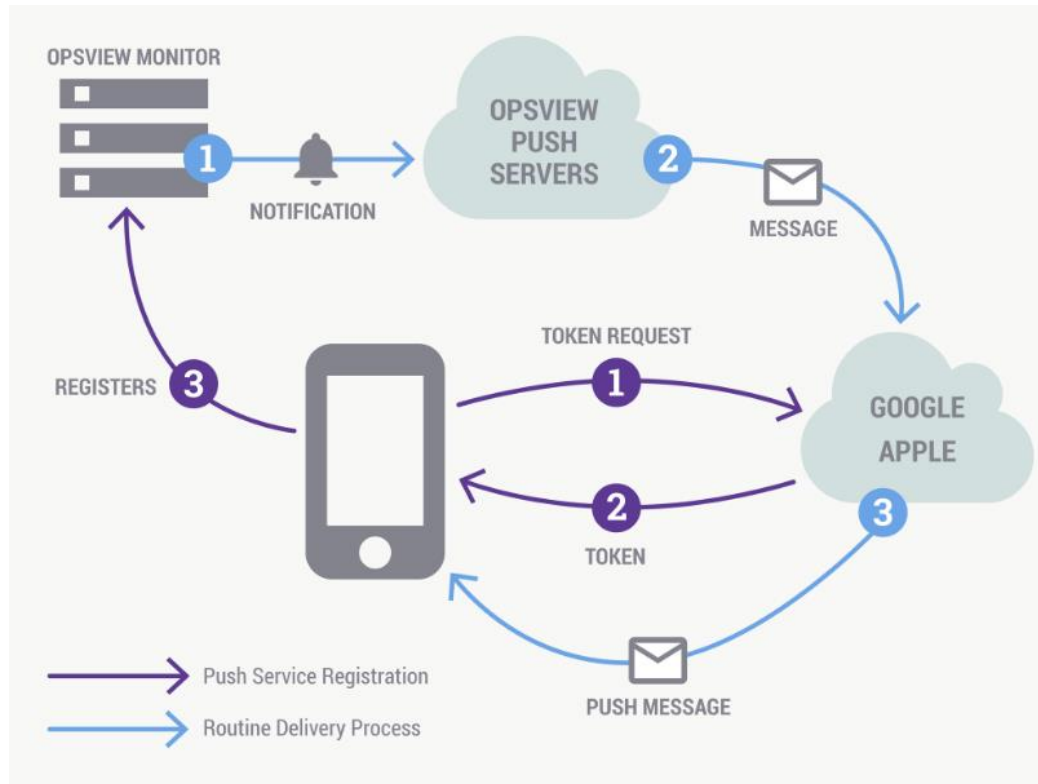 OPSVIEW MONITOR
1
NOTIFICATION
OPSVIEW
PUSH
SERVERS
2
MESSAGE
TOKEN REQUEST
1
REGISTERS
3
GOOGLE
APPLE
2
TOKEN
3
PUSH MESSAGE
Push Service Registration
Routine Delivery Process